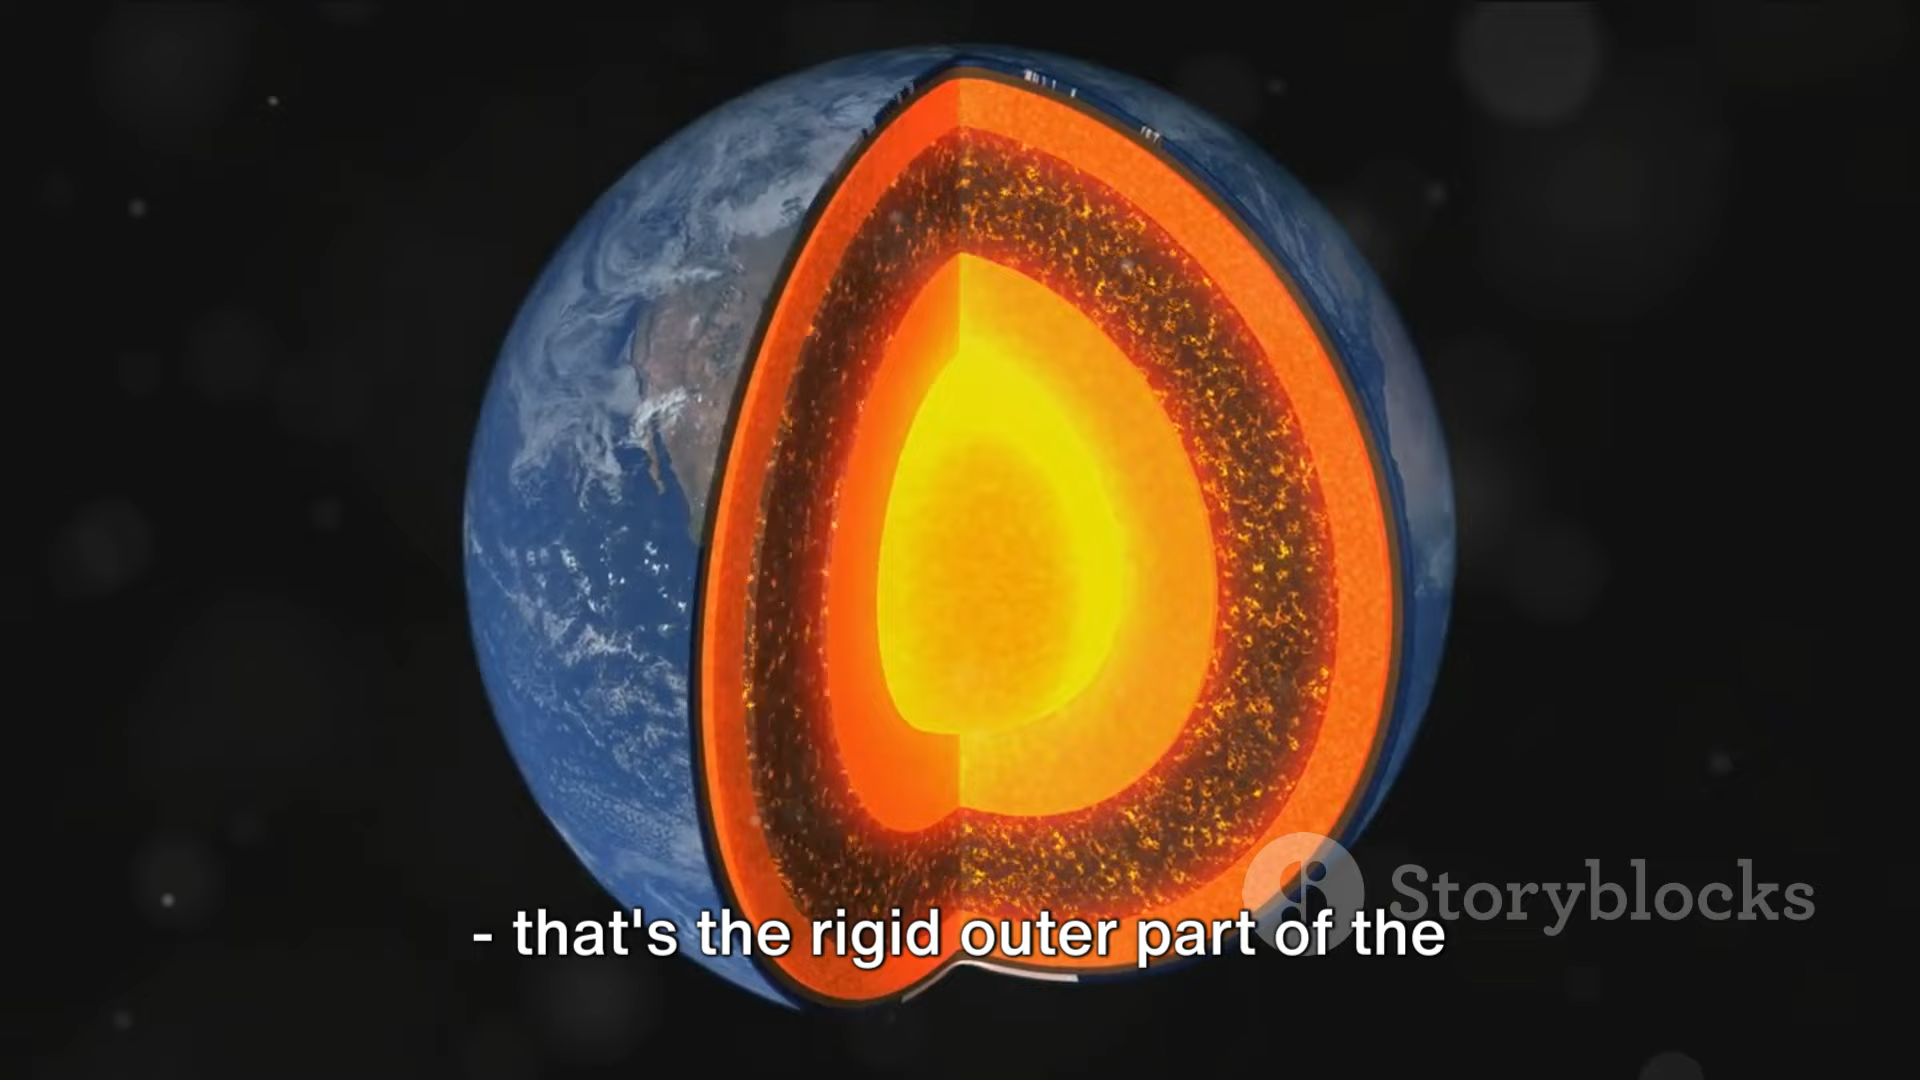 Storyblocks
- that's the rigid outer part of the